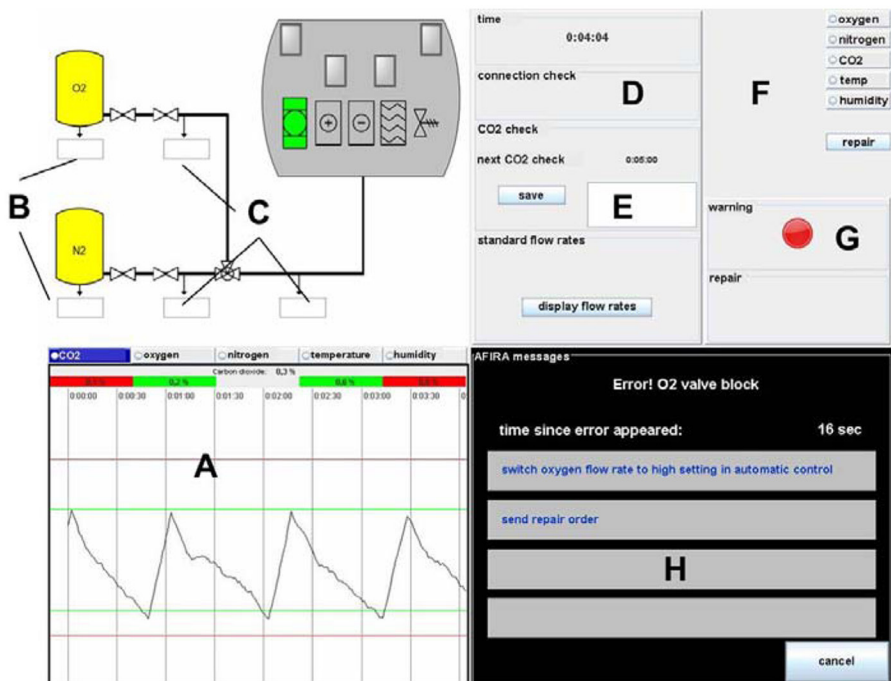 O2
B
C
N2
time
0:04:04
connection check
D
CO2 check
next CO2 check 0:05:00
save
E
standard flow rates
display flow rates
F
oxygen
nitrogen
CO2
temp
humidity
repair
warning
G
repair
CO2 oxygen nitrogen temperature humidity
Carbon dioxide: 0,3 %
0,2 %
0:00:00 0:00:30 0:01:00 0:01:30 0:02:00 0:02:30 0:03:00 0:03:30
A
AFIRA messages
Error! O2 valve block
time since error appeared: 16 sec
switch oxygen flow rate to high setting in automatic control
send repair order
H
cancel